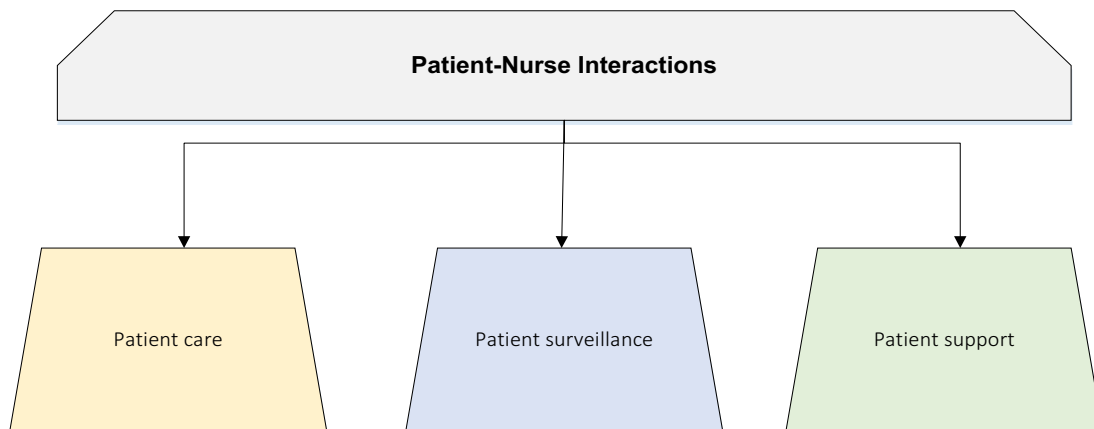 Patient-Nurse Interactions
Patient care
Patient surveillance
Patient support